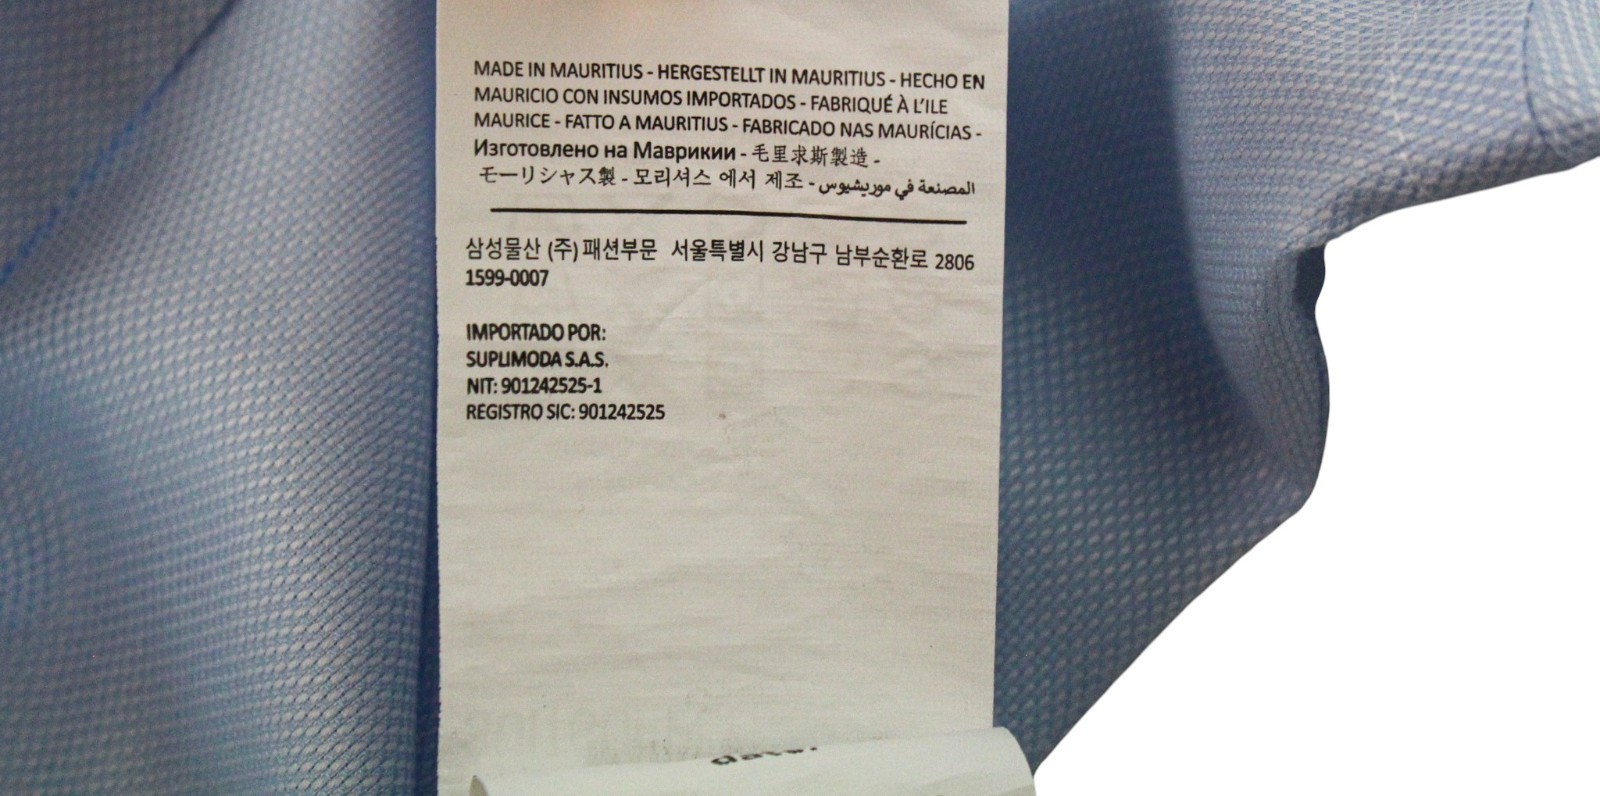 MADE IN MAURITIUS - HERGESTELLT IN MAURITIUS - HECHO EN
MAURICIO CON INSUMOS IMPORTADOS - FABRIQUÉ À L'ILE
MAURICE - FATTO A MAURITIUS - FABRICADO NAS MAURÍCIAS -
Изготовлено на Маврикии - 毛里求斯製造 -
モーリシャス製 - 모리셔스 에서 제조 - المصنعة في موريشيوس
삼성물산 (주) 패션부문 서울특별시 강남구 남부순환로 2806
1599-0007
IMPORTADO POR:
SUPLIMODA S.A.S.
NIT: 901242525-1
REGISTRO SIC: 901242525